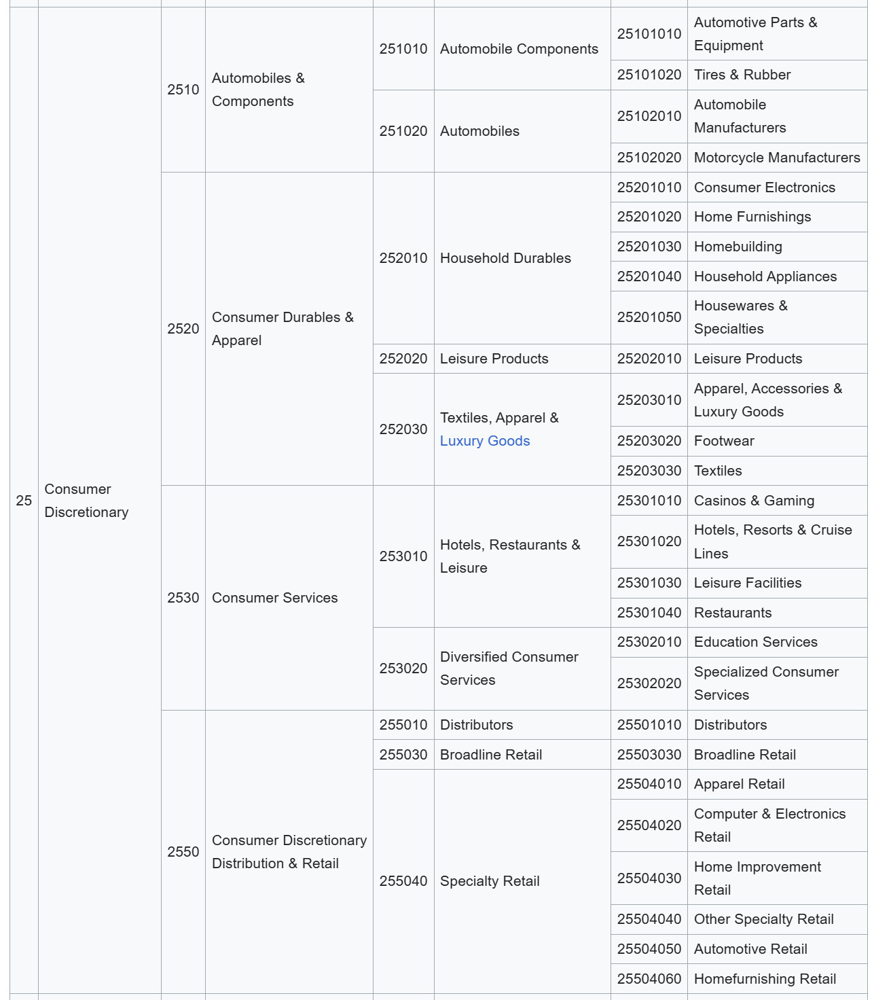 25
Consumer
Discretionary
2510
Automobiles &
Components
251010
Automobile Components
25101010
Automotive Parts &
Equipment
25101020
Tires & Rubber
251020
Automobiles
25102010
Automobile
Manufacturers
25102020
Motorcycle Manufacturers
2520
Consumer Durables &
Apparel
252010
Household Durables
25201010
Consumer Electronics
25201020
Home Furnishings
25201030
Homebuilding
25201040
Household Appliances
25201050
Housewares &
Specialties
252020
Leisure Products
25202010
Leisure Products
252030
Textiles, Apparel &
Luxury Goods
25203010
Apparel, Accessories &
Luxury Goods
25203020
Footwear
25203030
Textiles
2530
Consumer Services
253010
Hotels, Restaurants &
Leisure
25301010
Casinos & Gaming
25301020
Hotels, Resorts & Cruise
Lines
25301030
Leisure Facilities
25301040
Restaurants
253020
Diversified Consumer
Services
25302010
Education Services
25302020
Specialized Consumer
Services
2550
Consumer Discretionary
Distribution & Retail
255010
Distributors
25501010
Distributors
255030
Broadline Retail
25503030
Broadline Retail
255040
Specialty Retail
25504010
Apparel Retail
25504020
Computer & Electronics
Retail
25504030
Home Improvement
Retail
25504040
Other Specialty Retail
25504050
Automotive Retail
25504060
Homefurnishing Retail